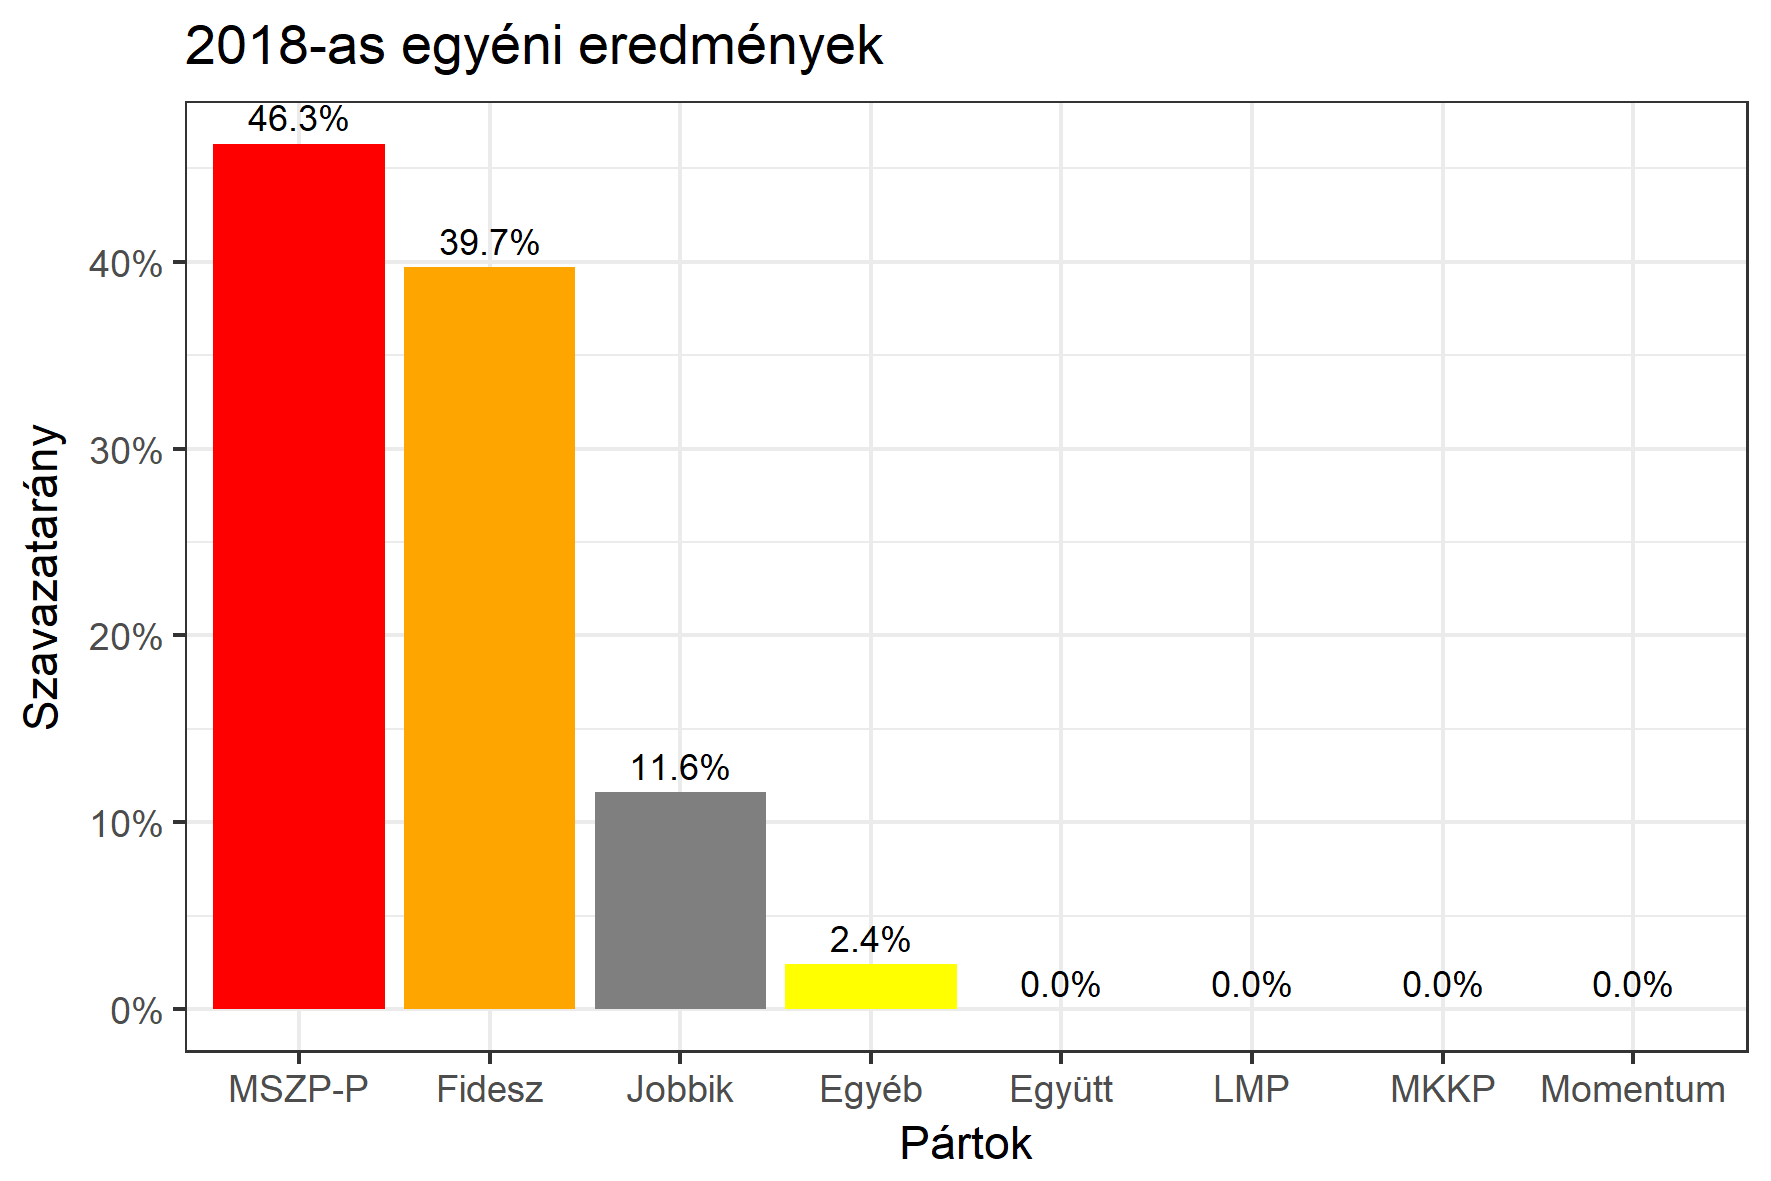 2018-as egyéni eredmények
Szavazatarány
40%
30%
20%
10%
0%
46.3%
39.7%
11.6%
2.4%
0.0%
0.0%
0.0%
0.0%
MSZP-P
Fidesz
Jobbik
Egyéb
Együtt
LMP
MKKP
Momentum
Pártok